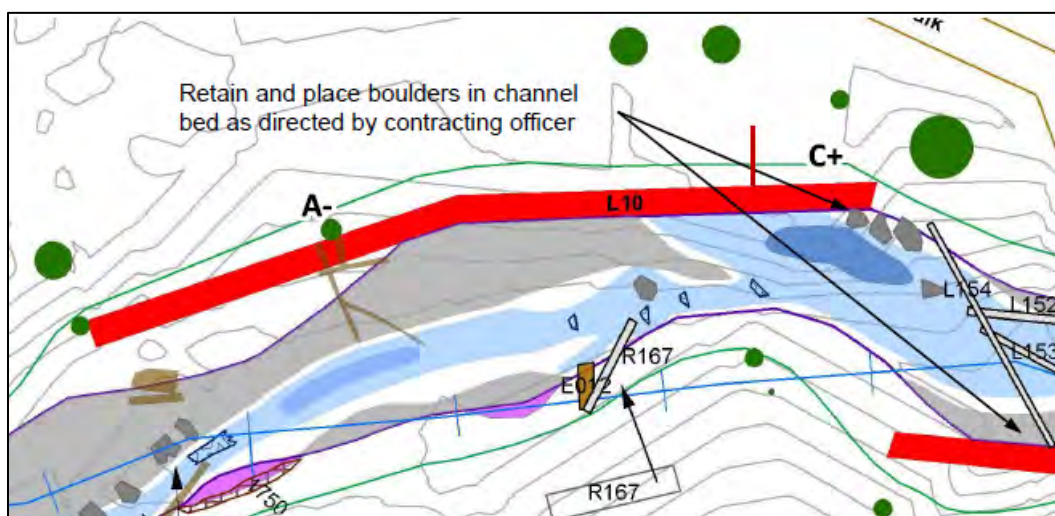 Retain and place boulders in channel
bed as directed by contracting officer
A-
C+
L10
L154
L152
L153
R167
E012
R167
1750